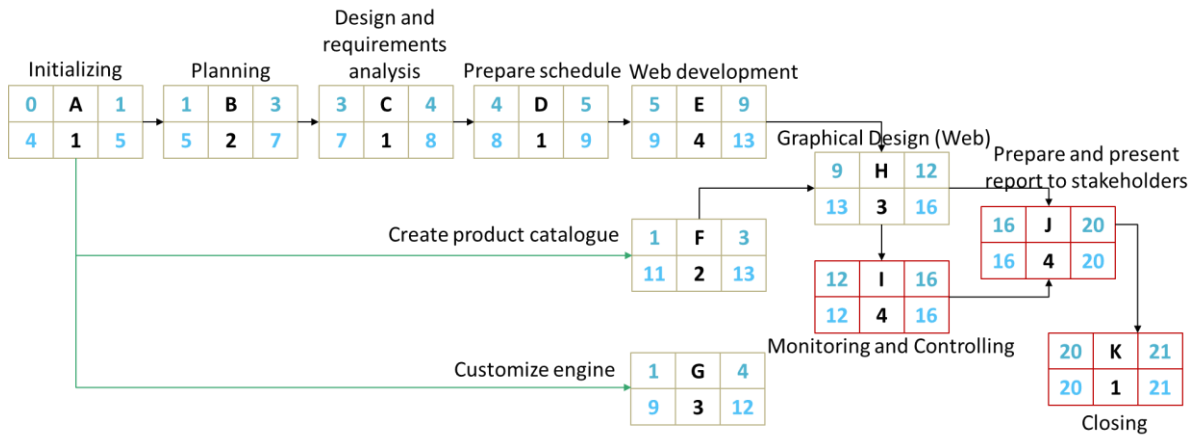 Design and
requirements
analysis
Initializing
Planning
Prepare schedule
Web development
0 A 1
4 1 5
1 B 3
5 2 7
3 C 4
7 1 8
4 D 5
8 1 9
5 E 9
9 4 13
Graphical Design (Web)
9 H 12
13 3 16
Prepare and present
report to stakeholders
16 J 20
16 4 20
Create product catalogue
1 F 3
11 2 13
12 I 16
12 4 16
Monitoring and Controlling
20 K 21
20 1 21
Closing
Customize engine
1 G 4
9 3 12